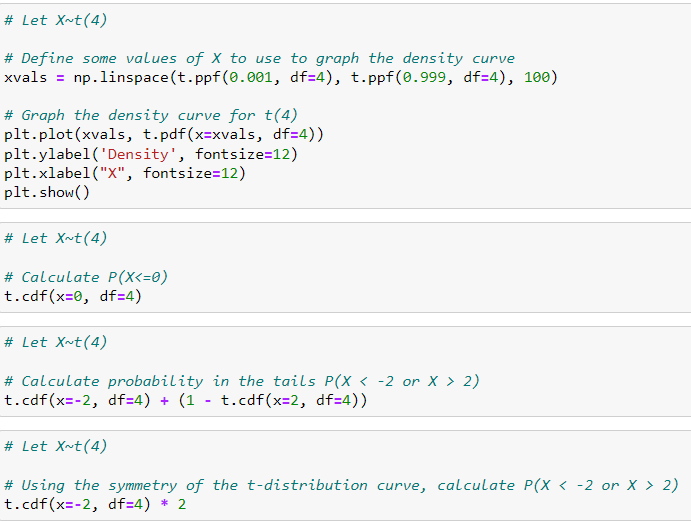 # Let X~t(4)
# Define some values of X to use to graph the density curve
xvals = np.linspace(t.ppf(0.001, df=4), t.ppf(0.999, df=4), 100)
# Graph the density curve for t(4)
plt.plot(xvals, t.pdf(x=xvals, df=4))
plt.ylabel('Density', fontsize=12)
plt.xlabel("X", fontsize=12)
plt.show()
# Let X~t(4)
# Calculate P(X<=0)
t.cdf(x=0, df=4)
# Let X~t(4)
# Calculate probability in the tails P(X < -2 or X > 2)
t.cdf(x=-2, df=4) + (1 - t.cdf(x=2, df=4))
# Let X~t(4)
# Using the symmetry of the t-distribution curve, calculate P(X < -2 or X > 2)
t.cdf(x=-2, df=4) * 2